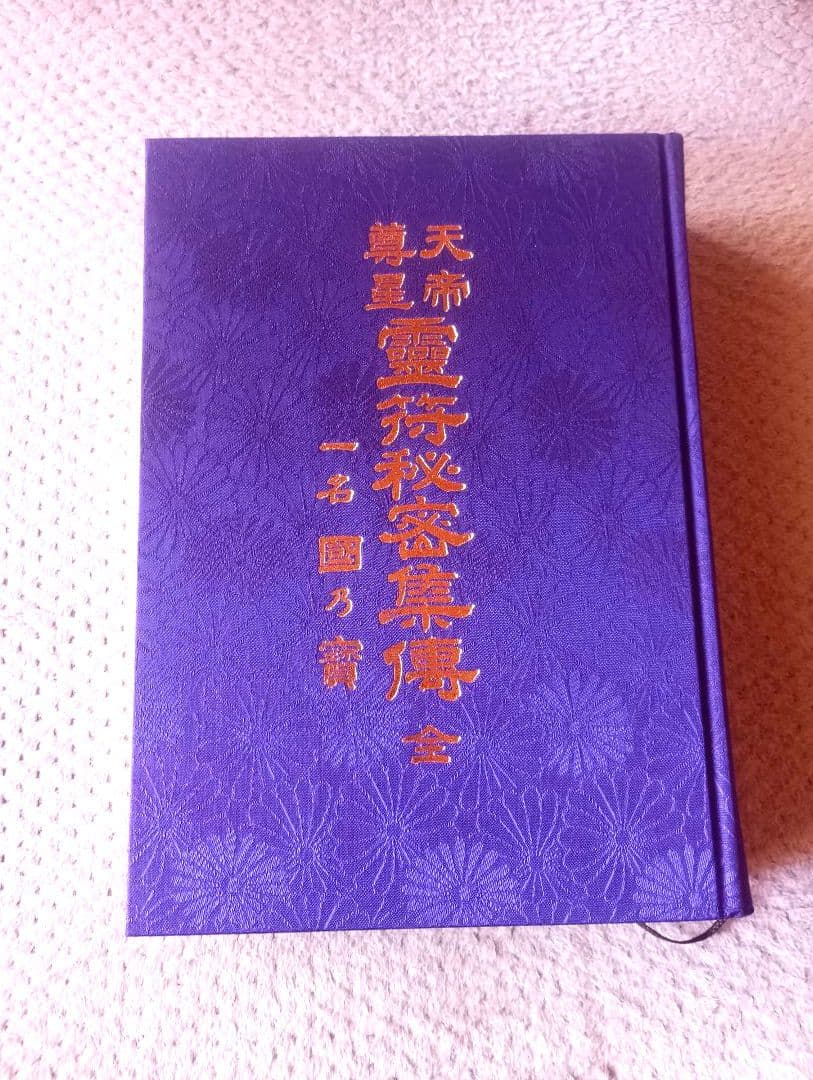 天帝
尊星
靈符秘密集傳 全
一名 國乃寶